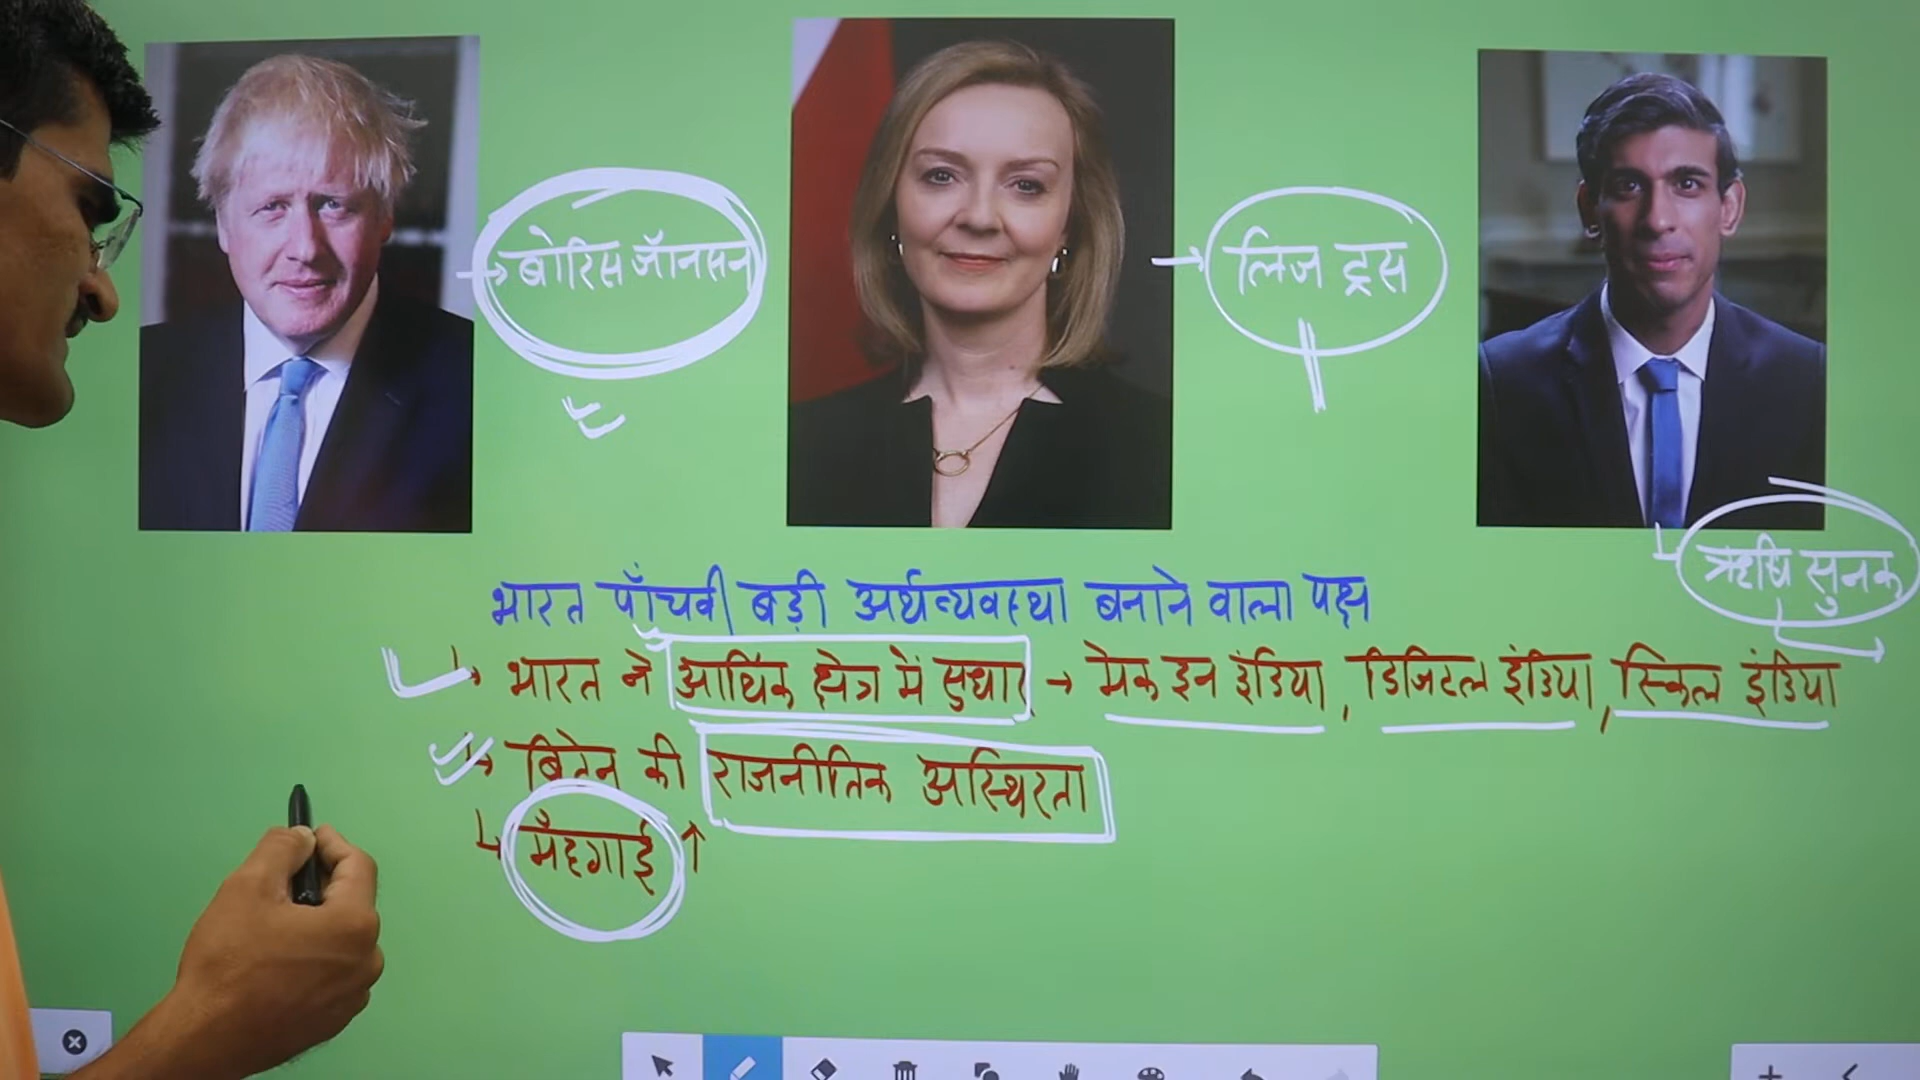 बोरिस जॉनसन
लिज ट्रस
ऋषि सुनक
भारत पाँचवी बड़ी अर्थव्यवस्था बनाने वाला पक्ष
भारत ने आर्थिक क्षेत्र में सुधार → मेक इन इंडिया, डिजिटल इंडिया, स्किल इंडिया
ब्रिटेन की राजनीतिक अस्थिरता
मँहगाई ↑